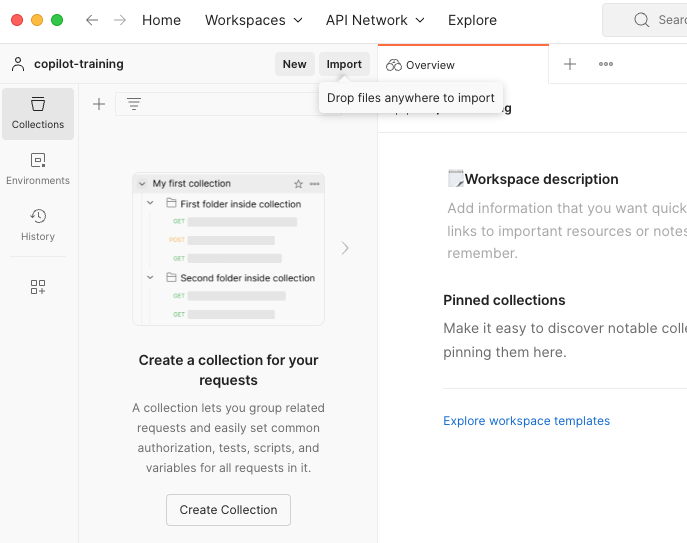 Home
Workspaces
API Network
Explore
copilot-training
New
Import
Overview
Drop files anywhere to import
Collections
Environments
History
My first collection
First folder inside collection
GET
POST
GET
Second folder inside collection
GET
GET
Create a collection for your
requests
A collection lets you group related
requests and easily set common
authorization, tests, scripts, and
variables for all requests in it.
Create Collection
Workspace description
Add information that you want quick
links to important resources or notes
remember.
Pinned collections
Make it easy to discover notable colle
pinning them here.
Explore workspace templates